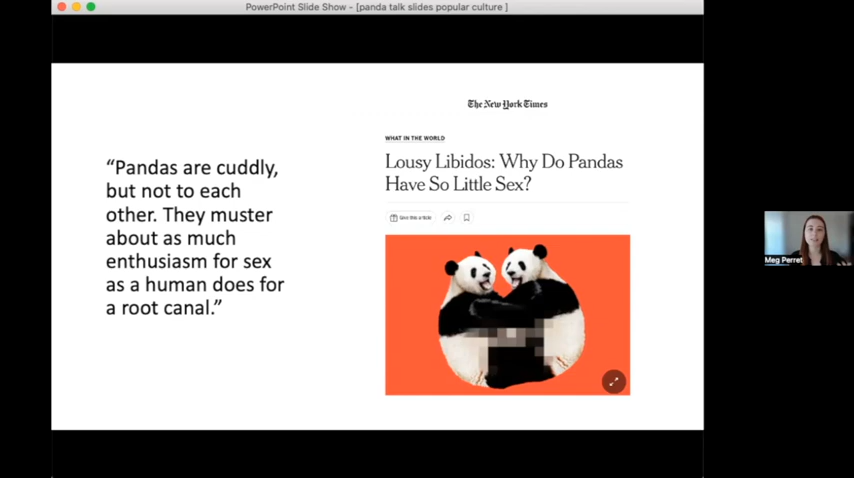 PowerPoint Slide Show - [panda talk slides popular culture ]
“Pandas are cuddly,
but not to each
other. They muster
about as much
enthusiasm for sex
as a human does for
a root canal.”
The New York Times
WHAT IN THE WORLD
Lousy Libidos: Why Do Pandas
Have So Little Sex?
Give this article
Meg Perret